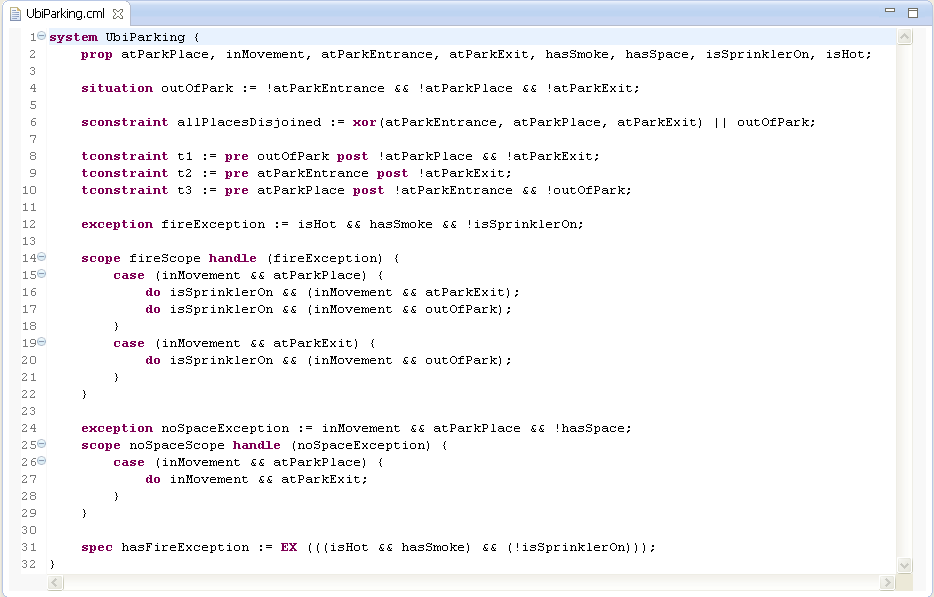 UbiParking.cml
1 system UbiParking {
2 prop atParkPlace, inMovement, atParkEntrance, atParkExit, hasSmoke, hasSpace, isSprinklerOn, isHot;
3
4 situation outOfPark := !atParkEntrance && !atParkPlace && !atParkExit;
5
6 sconstraint allPlacesDisjoined := xor(atParkEntrance, atParkPlace, atParkExit) || outOfPark;
7
8 tconstraint t1 := pre outOfPark post !atParkPlace && !atParkExit;
9 tconstraint t2 := pre atParkEntrance post !atParkExit;
10 tconstraint t3 := pre atParkPlace post !atParkEntrance && !outOfPark;
11
12 exception fireException := isHot && hasSmoke && !isSprinklerOn;
13
14 scope fireScope handle (fireException) {
15 case (inMovement && atParkPlace) {
16 do isSprinklerOn && (inMovement && atParkExit);
17 do isSprinklerOn && (inMovement && outOfPark);
18 }
19 case (inMovement && atParkExit) {
20 do isSprinklerOn && (inMovement && outOfPark);
21 }
22 }
23
24 exception noSpaceException := inMovement && atParkPlace && !hasSpace;
25 scope noSpaceScope handle (noSpaceException) {
26 case (inMovement && atParkPlace) {
27 do inMovement && atParkExit;
28 }
29 }
30
31 spec hasFireException := EX (((isHot && hasSmoke) && (!isSprinklerOn)));
32 }